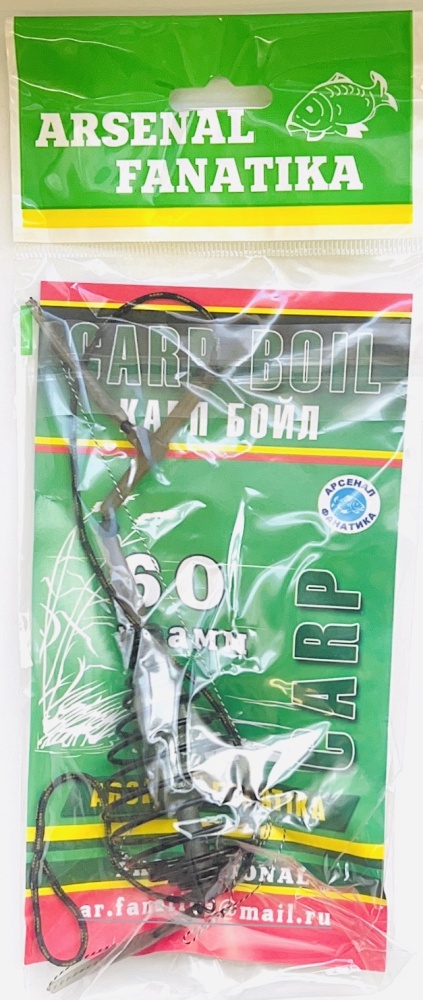 ARSENAL
FANATIKA
CARP BOIL
КАРП БОЙЛ
АРСЕНАЛ
ФАНАТИКА
60
CARP